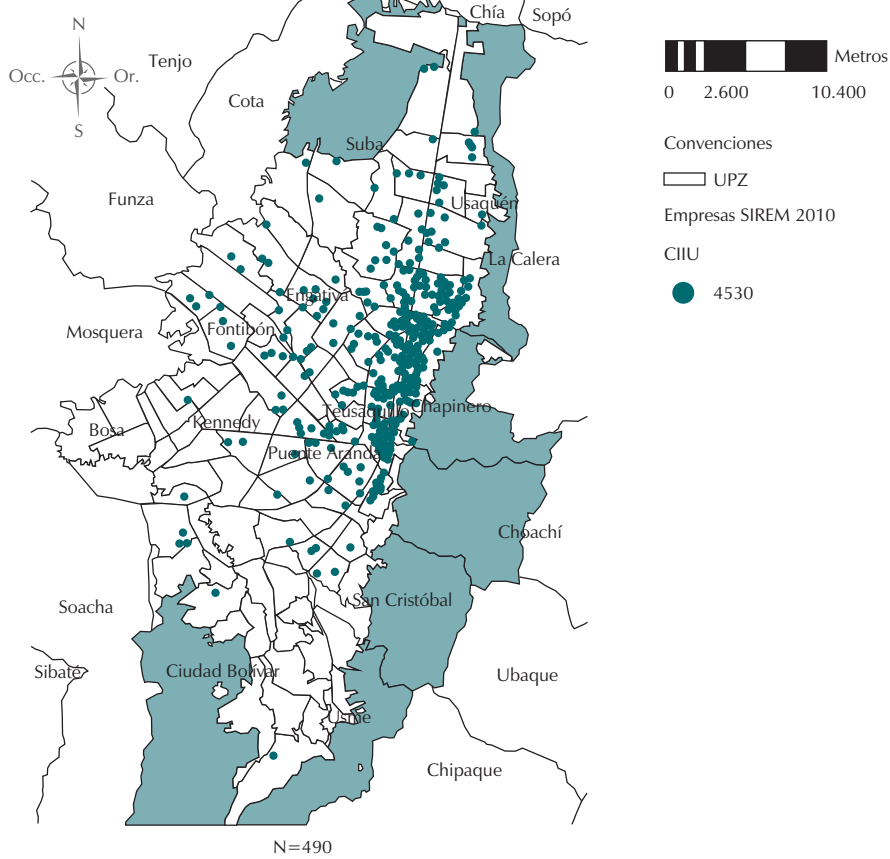 Chía
Sopó
N
Tenjo
Occ.
Or.
Cota
S
Suba
Funza
Usaquén
La Calera
Engativa
Mosquera
Fontibón
Teusaquillo
Chapinero
Bosa
Kennedy
Puente Aranda
Choachí
Soacha
San Cristóbal
Sibaté
Ciudad Bolívar
Ubaque
Usme
Chipaque
N=490
Metros
0 2.600 10.400
Convenciones
UPZ
Empresas SIREM 2010
CIIU
4530